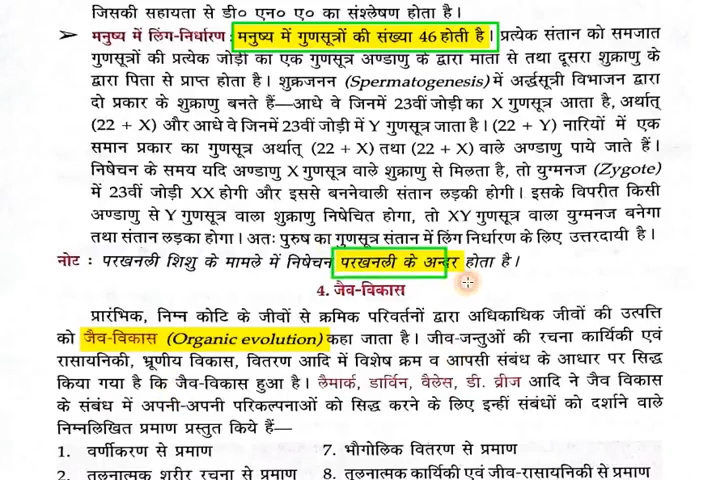 जिसकी सहायता से डी० एन० ए० का संश्लेषण होता है।
➢ मनुष्य में लिंग-निर्धारण : मनुष्य में गुणसूत्रों की संख्या 46 होती है। प्रत्येक संतान को समजात
गुणसूत्रों की प्रत्येक जोड़ी का एक गुणसूत्र अण्डाणु के द्वारा माता से तथा दूसरा शुक्राणु के
द्वारा पिता से प्राप्त होता है। शुक्रजनन (Spermatogenesis) में अर्द्धसूत्री विभाजन द्वारा
दो प्रकार के शुक्राणु बनते हैं—आधे वे जिनमें 23वीं जोड़ी का X गुणसूत्र आता है, अर्थात्
(22 + X) और आधे वे जिनमें 23वीं जोड़ी में Y गुणसूत्र जाता है। (22 + Y) नारियों में एक
समान प्रकार का गुणसूत्र अर्थात् (22 + X) तथा (22 + X) वाले अण्डाणु पाये जाते हैं।
निषेचन के समय यदि अण्डाणु X गुणसूत्र वाले शुक्राणु से मिलता है, तो युग्मनज (Zygote)
में 23वीं जोड़ी XX होगी और इससे बननेवाली संतान लड़की होगी। इसके विपरीत किसी
अण्डाणु से Y गुणसूत्र वाला शुक्राणु निषेचित होगा, तो XY गुणसूत्र वाला युग्मनज बनेगा
तथा संतान लड़का होगा। अतः पुरुष का गुणसूत्र संतान में लिंग निर्धारण के लिए उत्तरदायी है।
नोट : परखनली शिशु के मामले में निषेचन परखनली के अन्दर होता है।
4. जैव-विकास
प्रारंभिक, निम्न कोटि के जीवों से क्रमिक परिवर्तनों द्वारा अधिकाधिक जीवों की उत्पत्ति
को जैव-विकास (Organic evolution) कहा जाता है। जीव-जन्तुओं की रचना कार्यिकी एवं
रासायनिकी, भ्रूणीय विकास, वितरण आदि में विशेष क्रम व आपसी संबंध के आधार पर सिद्ध
किया गया है कि जैव-विकास हुआ है। लैमार्क, डार्विन, वैलेस, डी. व्रीज आदि ने जैव विकास
के संबंध में अपनी-अपनी परिकल्पनाओं को सिद्ध करने के लिए इन्हीं संबंधों को दर्शाने वाले
निम्नलिखित प्रमाण प्रस्तुत किये हैं—
1. वर्गीकरण से प्रमाण 7. भौगोलिक वितरण से प्रमाण
2. तुलनात्मक शरीर रचना से प्रमाण 8. तुलनात्मक कार्यिकी एवं जीव-रासायनिकी से प्रमाण